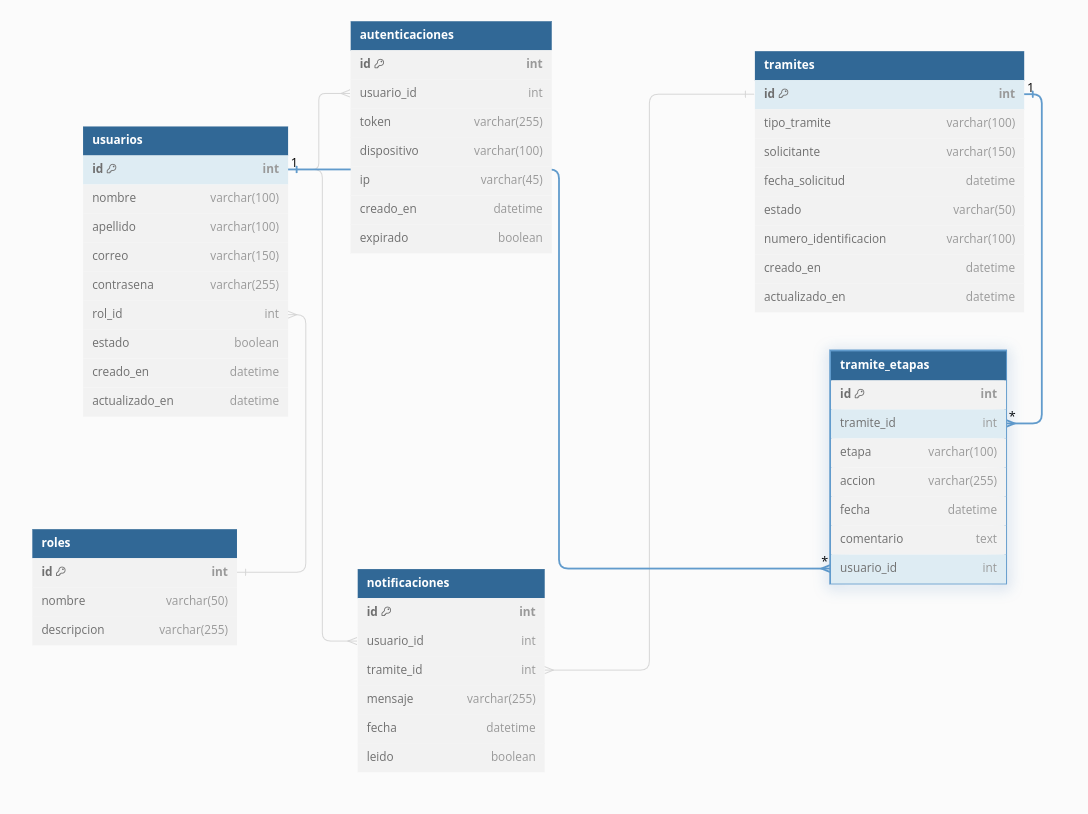 autenticaciones
id int
usuario_id int
token varchar(255)
dispositivo varchar(100)
ip varchar(45)
creado_en datetime
expirado boolean
tramites
id int
tipo_tramite varchar(100)
solicitante varchar(150)
fecha_solicitud datetime
estado varchar(50)
numero_identificacion varchar(100)
creado_en datetime
actualizado_en datetime
1
usuarios
id int
nombre varchar(100)
apellido varchar(100)
correo varchar(150)
contrasena varchar(255)
rol_id int
estado boolean
creado_en datetime
actualizado_en datetime
1
tramite_etapas
id int
tramite_id int
etapa varchar(100)
accion varchar(255)
fecha datetime
comentario text
usuario_id int
*
*
roles
id int
nombre varchar(50)
descripcion varchar(255)
notificaciones
id int
usuario_id int
tramite_id int
mensaje varchar(255)
fecha datetime
leido boolean